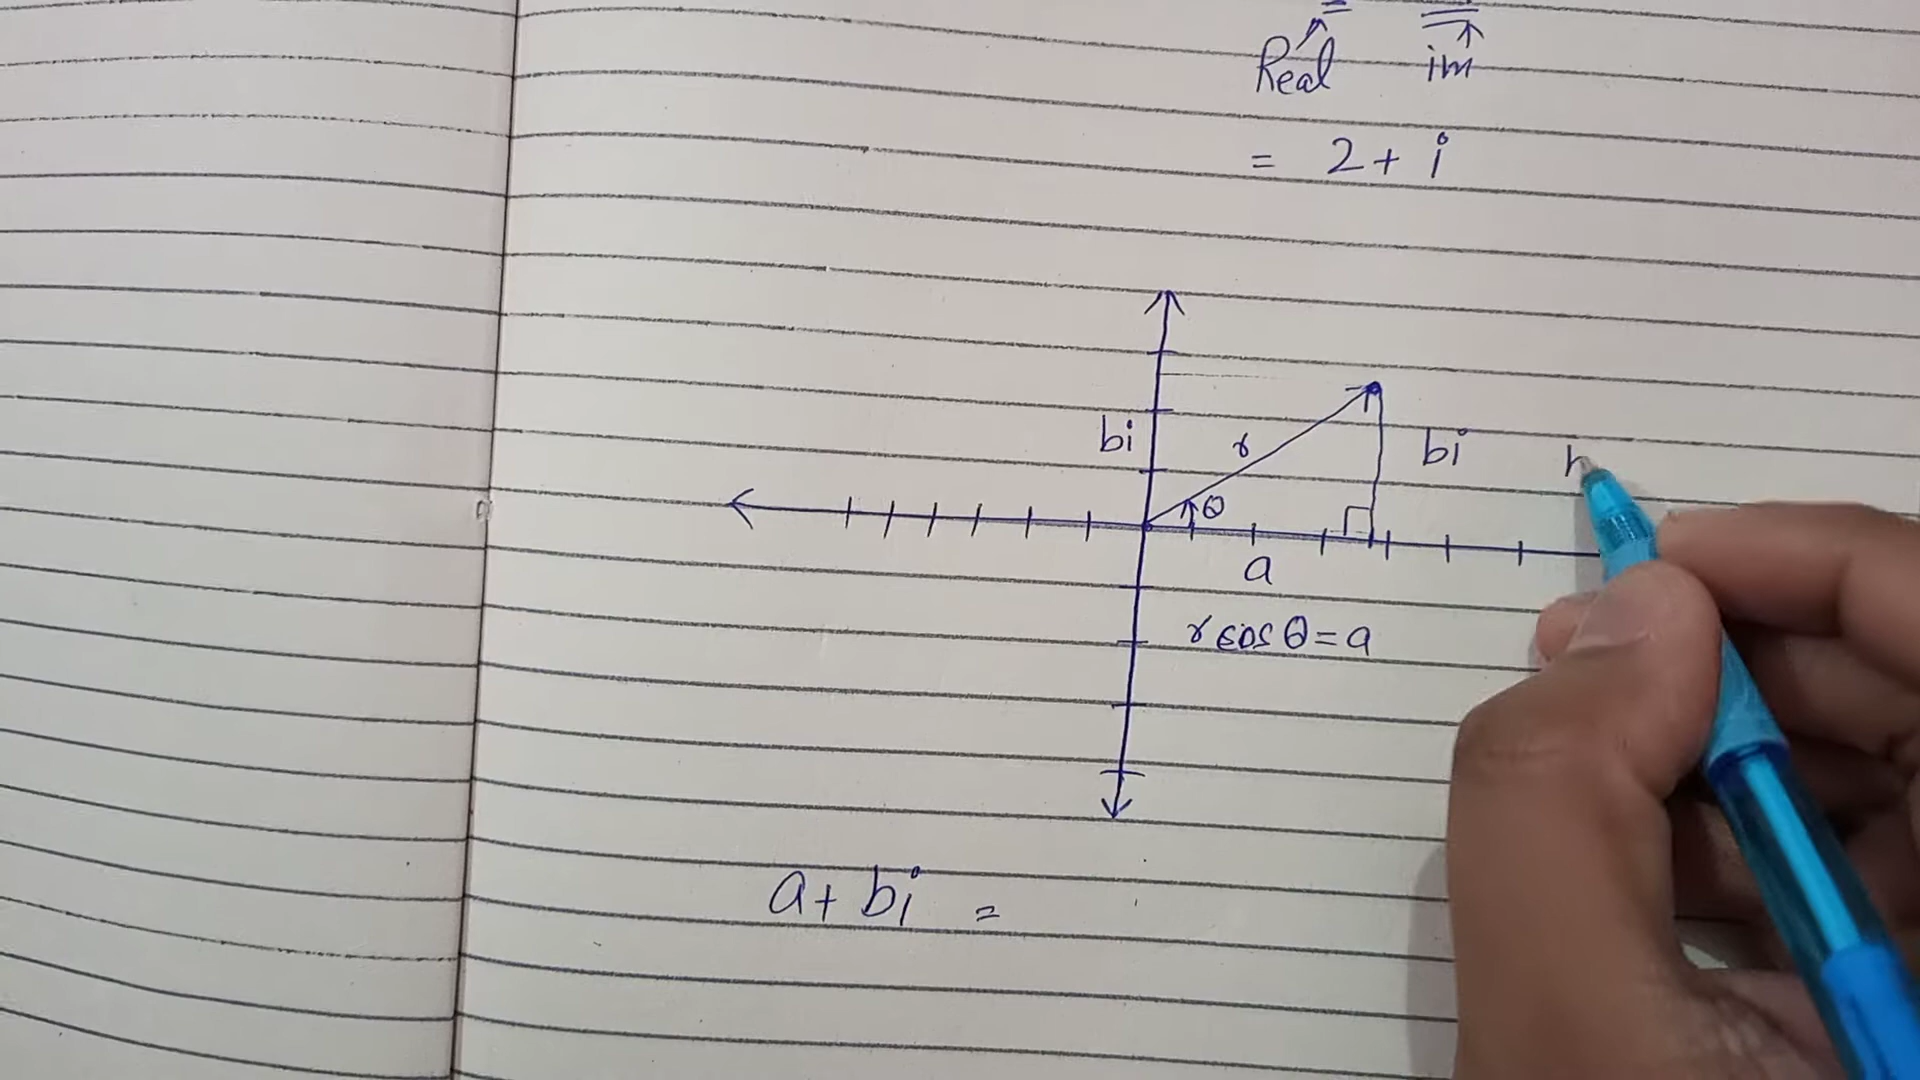 Real im
= 2 + i
bi r bi
θ
a
r cos θ = a
a + bi =